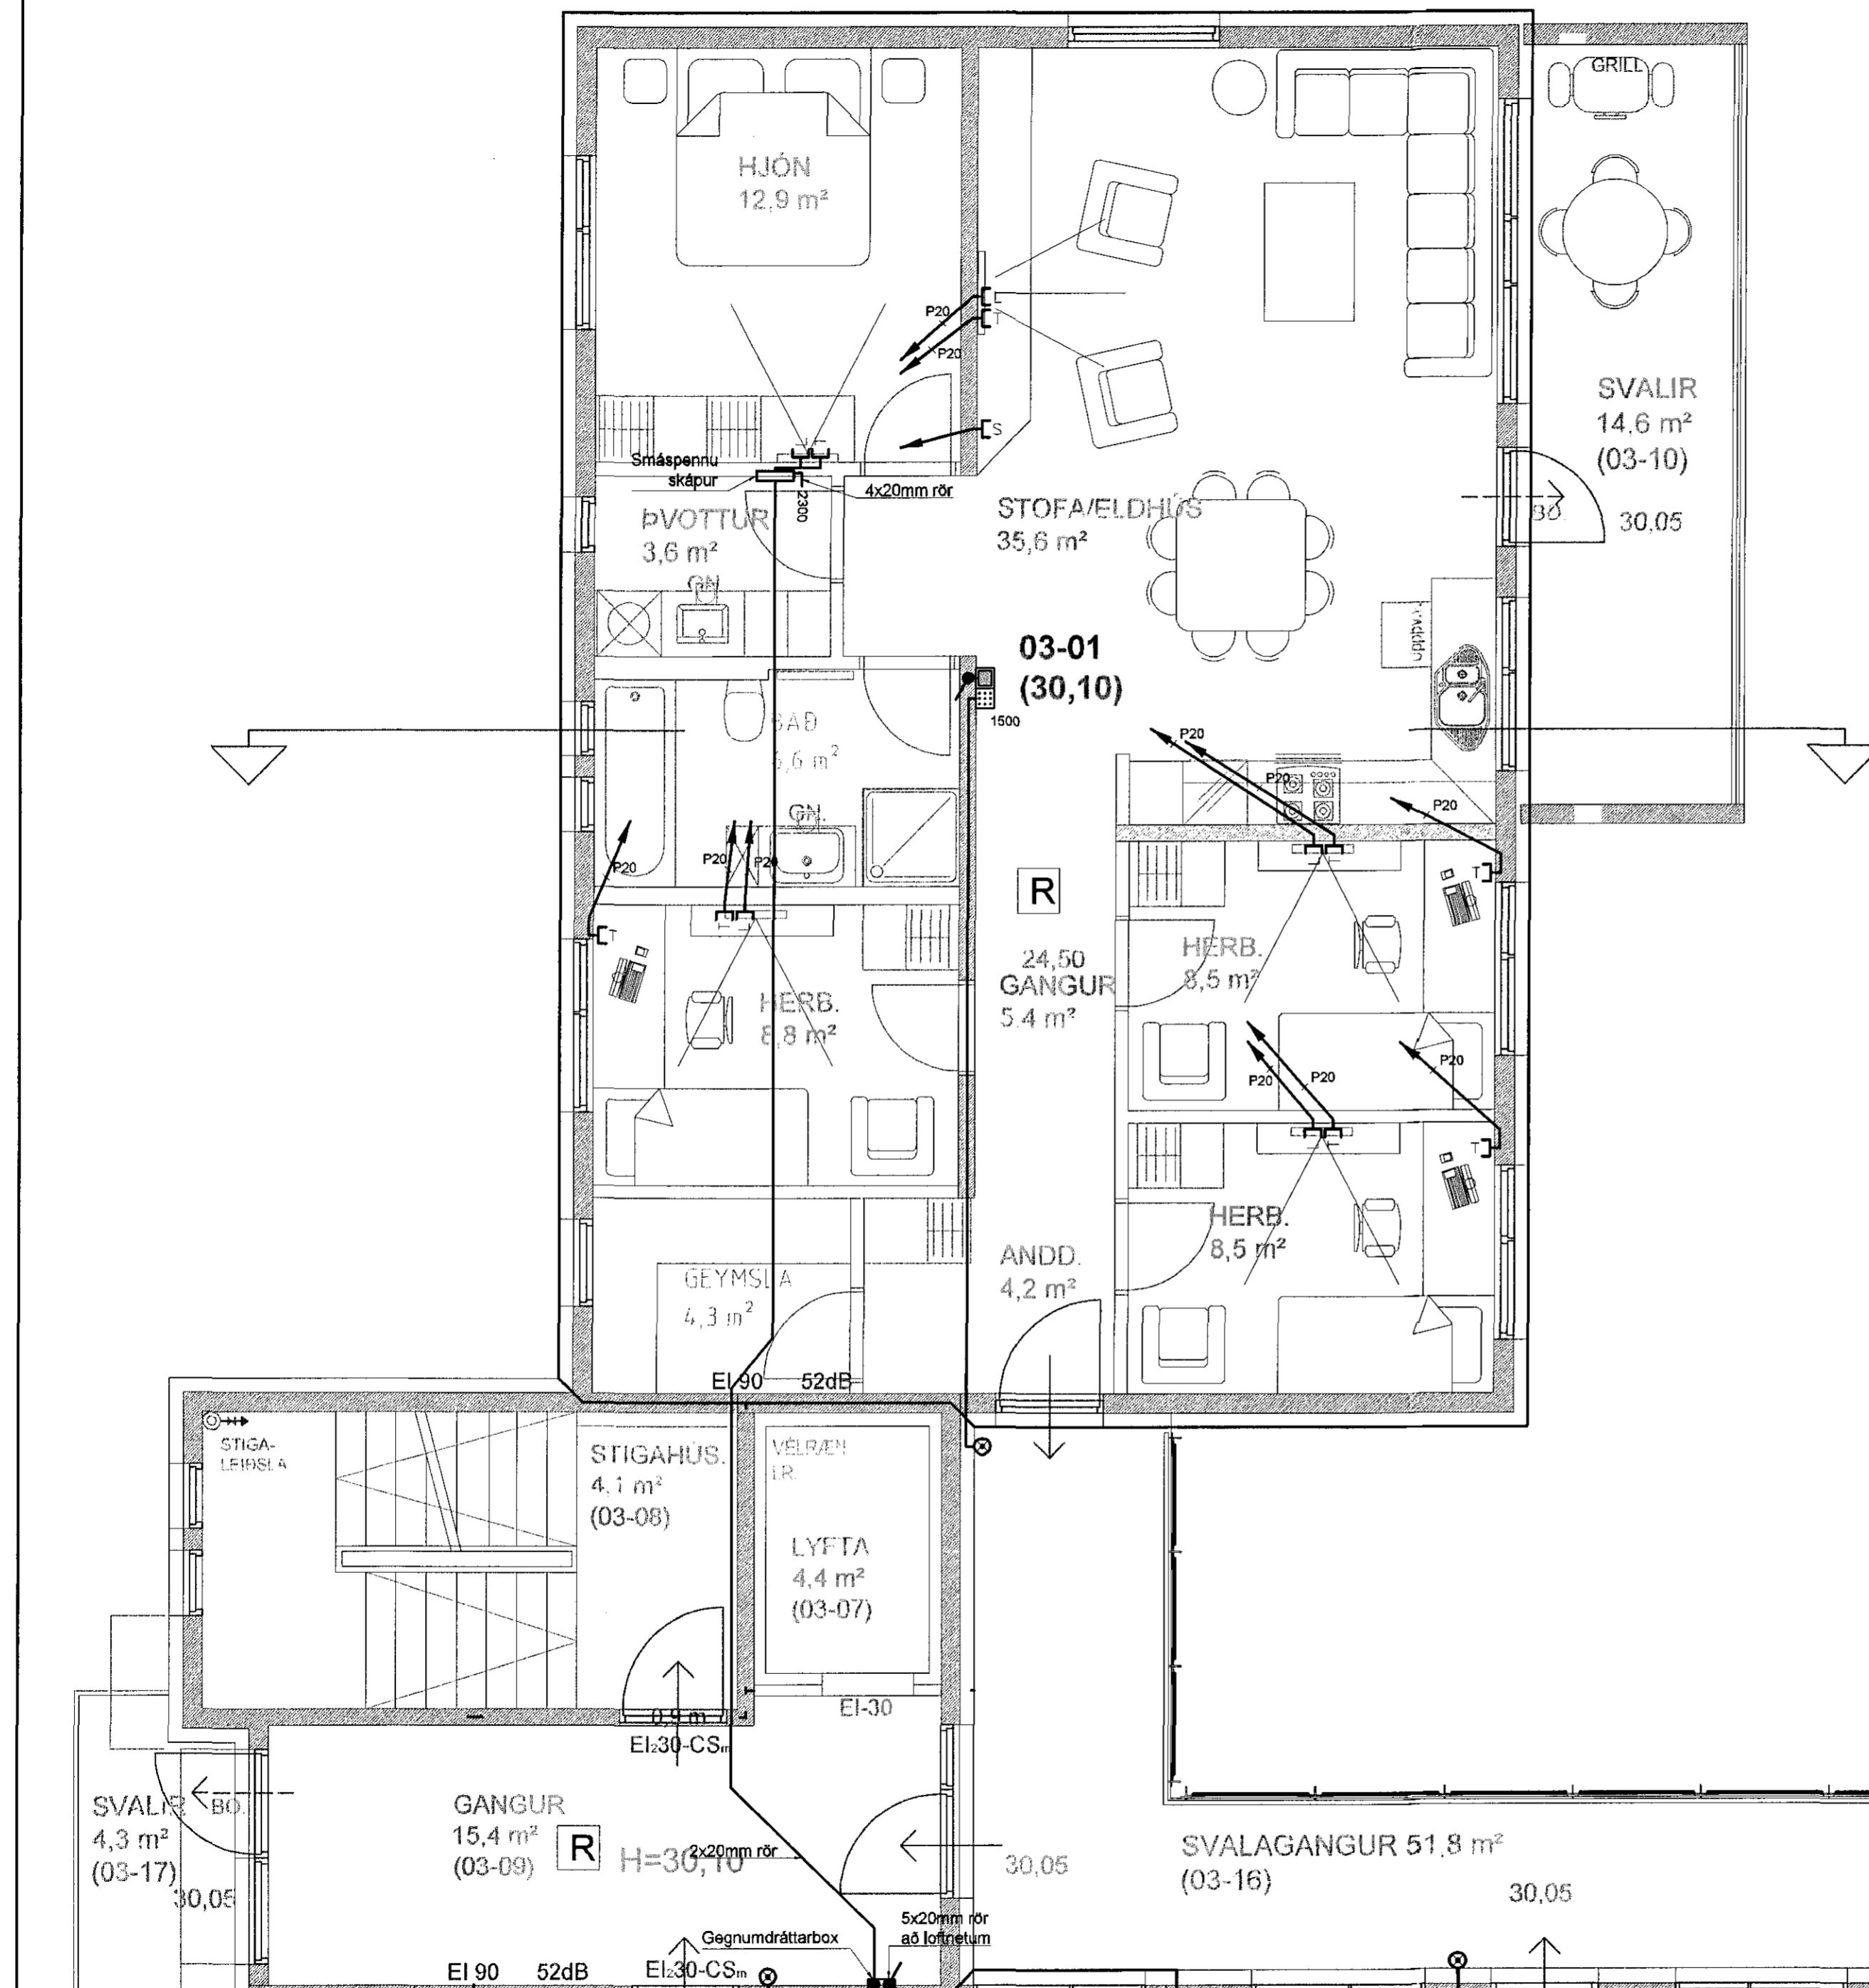 GRILL
HJÓN
12,9 m²
P20
L
T
P20
SVALIR
14,6 m²
(03-10)
S
Smáspennu
skápur
4x20mm rör
2300
STOFA/ELDHÚS
35,6 m²
BO.
30,05
ÞVOTTUR
3,6 m²
GN
03-01
(30,10)
1500
BAÐ
P20
P20
P20
GN.
P20
P20
P20
T
T
R
24,50
GANGUR
5.4 m²
HERB.
8,5 m²
HERB.
8,8 m²
P20
P20
P20
T
HERB.
8,5 m²
ANDD.
4,2 m²
GEYMSLA
4,3 m²
EI 90 52dB
STIGA-
LEIÐSLA
STIGAHÚS.
4,1 m²
(03-08)
LYFTA
4,4 m²
(03-07)
EI-30
0,9 m
EI₂30-CSₘ
SVALIR
4,3 m²
(03-17)
BO.
30,05
GANGUR
15,4 m²
(03-09)
R
H=30,10
2x20mm rör
30,05
SVALAGANGUR 51,8 m²
(03-16)
30,05
5x20mm rör
að loftnetum
Gegnumdráttarbox
EI 90 52dB
EI₂30-CSₘ